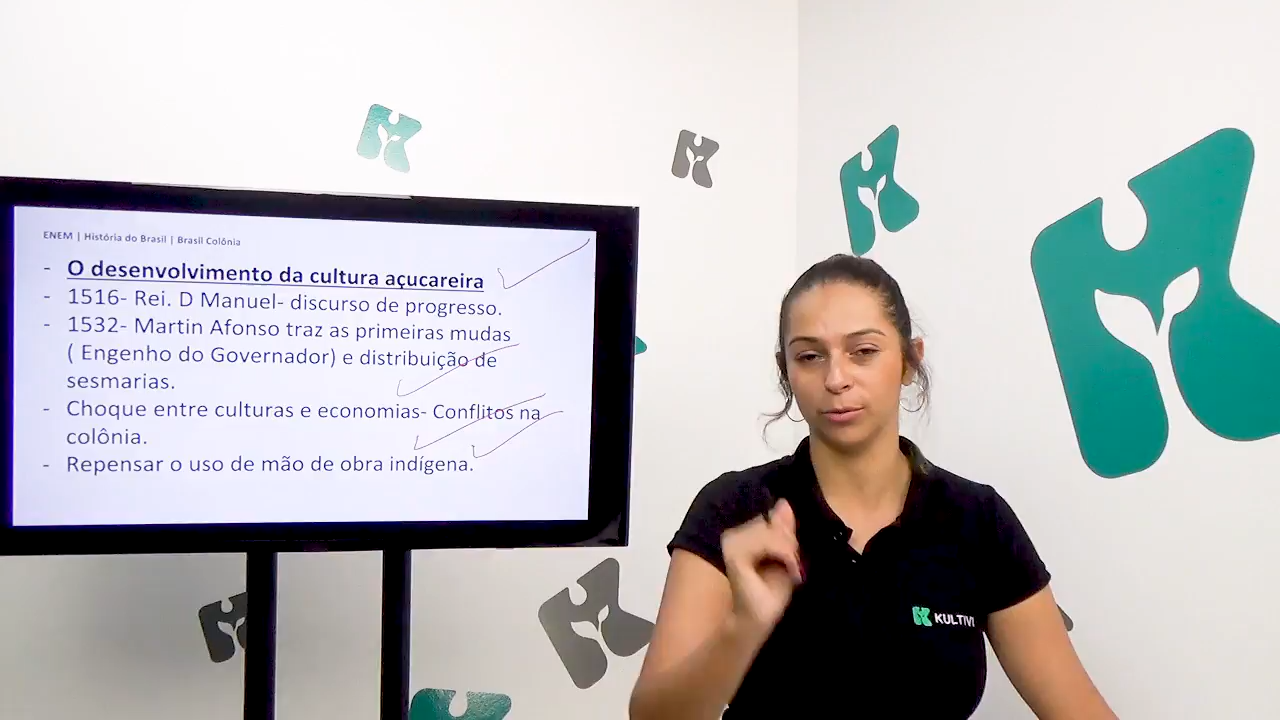 ENEM | História do Brasil | Brasil Colônia
- O desenvolvimento da cultura açucareira
- 1516- Rei. D Manuel- discurso de progresso.
- 1532- Martin Afonso traz as primeiras mudas
( Engenho do Governador) e distribuição de
sesmarias.
- Choque entre culturas e economias- Conflitos na
colônia.
- Repensar o uso de mão de obra indígena.
KULTIVI